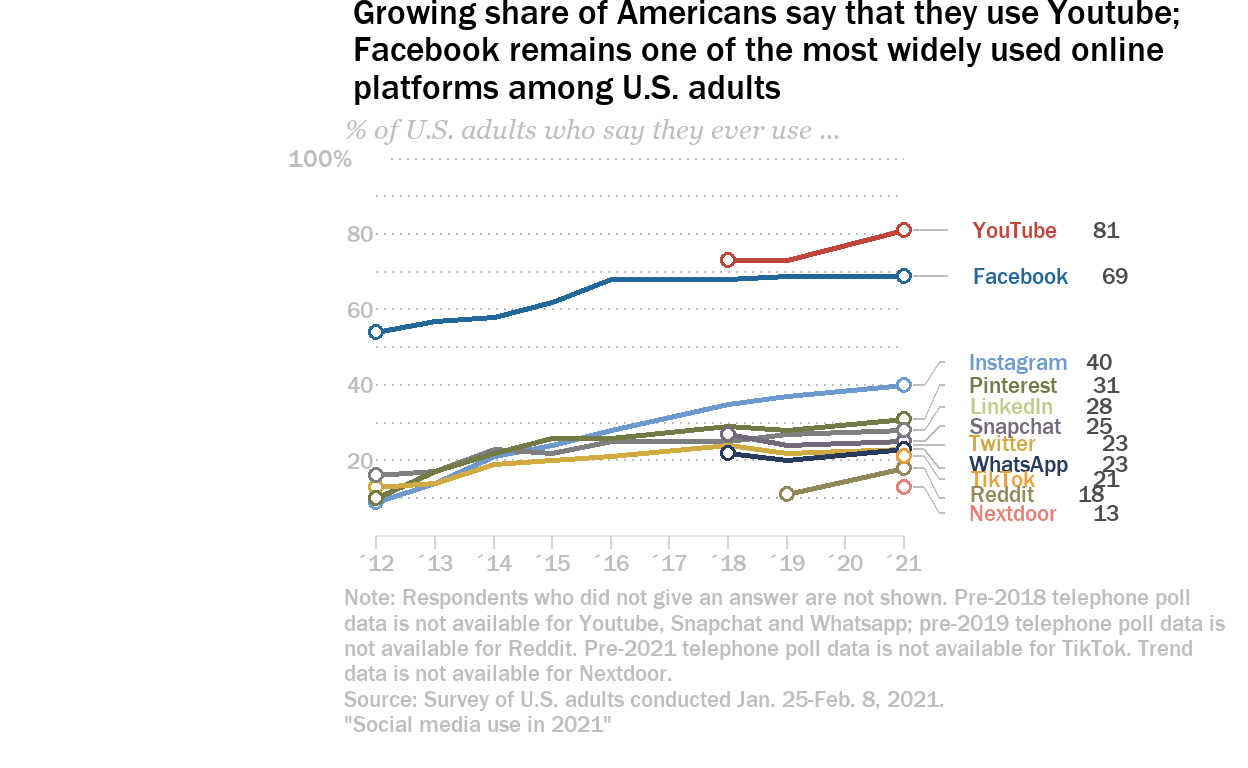 Growing share of Americans say that they use Youtube;
Facebook remains one of the most widely used online
platforms among U.S. adults
% of U.S. adults who say they ever use ...
100%
80
60
40
20
YouTube 81
Facebook 69
Instagram 40
Pinterest 31
LinkedIn 28
Snapchat 25
Twitter 23
WhatsApp 23
TikTok 21
Reddit 18
Nextdoor 13
´12 ´13 ´14 ´15 ´16 ´17 ´18 ´19 ´20 ´21
Note: Respondents who did not give an answer are not shown. Pre-2018 telephone poll
data is not available for Youtube, Snapchat and Whatsapp; pre-2019 telephone poll data is
not available for Reddit. Pre-2021 telephone poll data is not available for TikTok. Trend
data is not available for Nextdoor.
Source: Survey of U.S. adults conducted Jan. 25-Feb. 8, 2021.
"Social media use in 2021"